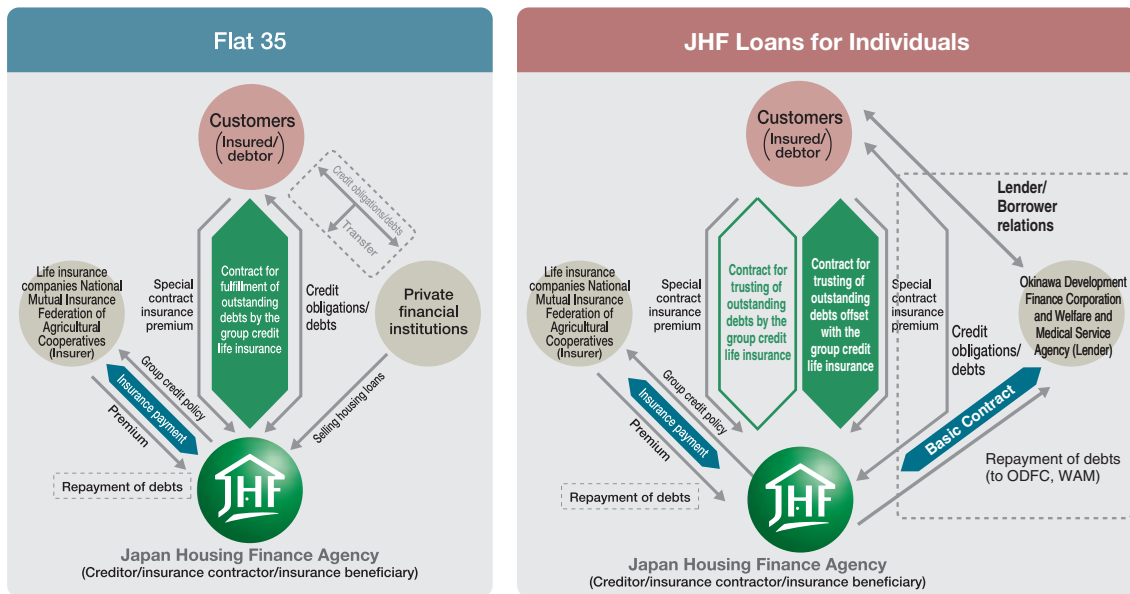 Flat 35
Customers
(Insured/
debtor)
Credit obligations/debts
Transfer
Life insurance
companies National
Mutual Insurance
Federation of
Agricultural
Cooperatives
(Insurer)
Special
contract
insurance
premium
Contract for
fulfillment of
outstanding
debts by the
group credit
life insurance
Credit
obligations/
debts
Private
financial
institutions
Group credit policy
Insurance payment
Premium
Selling housing loans
Repayment of debts
JHF
Japan Housing Finance Agency
(Creditor/insurance contractor/insurance beneficiary)
JHF Loans for Individuals
Customers
(Insured/
debtor)
Lender/
Borrower
relations
Life insurance
companies National
Mutual Insurance
Federation of
Agricultural
Cooperatives
(Insurer)
Special
contract
insurance
premium
Contract for
trusting of
outstanding
debts by the
group credit
life insurance
Contract for
trusting of
outstanding
debts offset
with the
group credit
life insurance
Special
contract
insurance
premium
Okinawa Development
Finance Corporation
and Welfare and
Medical Service
Agency (Lender)
Credit
obligations/
debts
Group credit policy
Insurance payment
Premium
Basic Contract
Repayment of debts
(to ODFC, WAM)
Repayment of debts
JHF
Japan Housing Finance Agency
(Creditor/insurance contractor/insurance beneficiary)